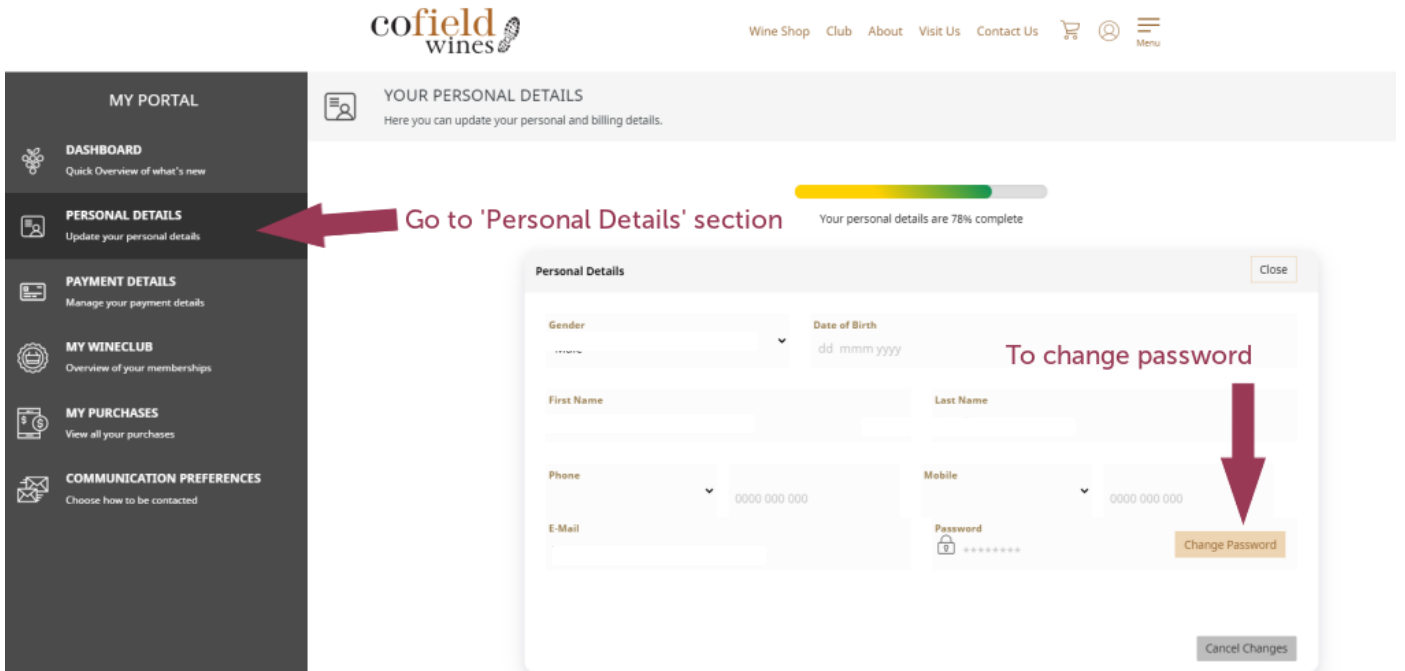 cofield
wines
Wine Shop Club About Visit Us Contact Us
Menu
MY PORTAL
DASHBOARD
Quick Overview of what's new
PERSONAL DETAILS
Update your personal details
PAYMENT DETAILS
Manage your payment details
MY WINECLUB
Overview of your memberships
MY PURCHASES
View all your purchases
COMMUNICATION PREFERENCES
Choose how to be contacted
YOUR PERSONAL DETAILS
Here you can update your personal and billing details.
Go to 'Personal Details' section
Your personal details are 78% complete
Personal Details
Close
Gender
Date of Birth
dd mmm yyyy
To change password
First Name
Last Name
Phone
0000 000 000
Mobile
0000 000 000
E-Mail
Password
********
Change Password
Cancel Changes